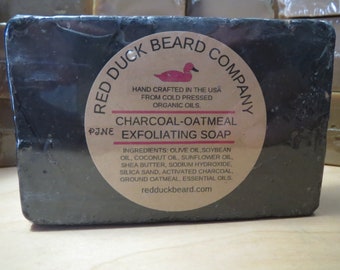 RED DUCK BEARD COMPANY
HAND CRAFTED IN THE USA
FROM COLD PRESSED
ORGANIC OILS.
CHARCOAL-OATMEAL
PINE
EXFOLIATING SOAP
INGREDIENTS: OLIVE OIL,SOYBEAN
OIL, COCONUT OIL, SUNFLOWER OIL,
SHEA BUTTER, SODIUM HYDROXIDE,
SILICA SAND, ACTIVATED CHARCOAL,
GROUND OATMEAL, ESSENTIAL OILS.
redduckbeard.com